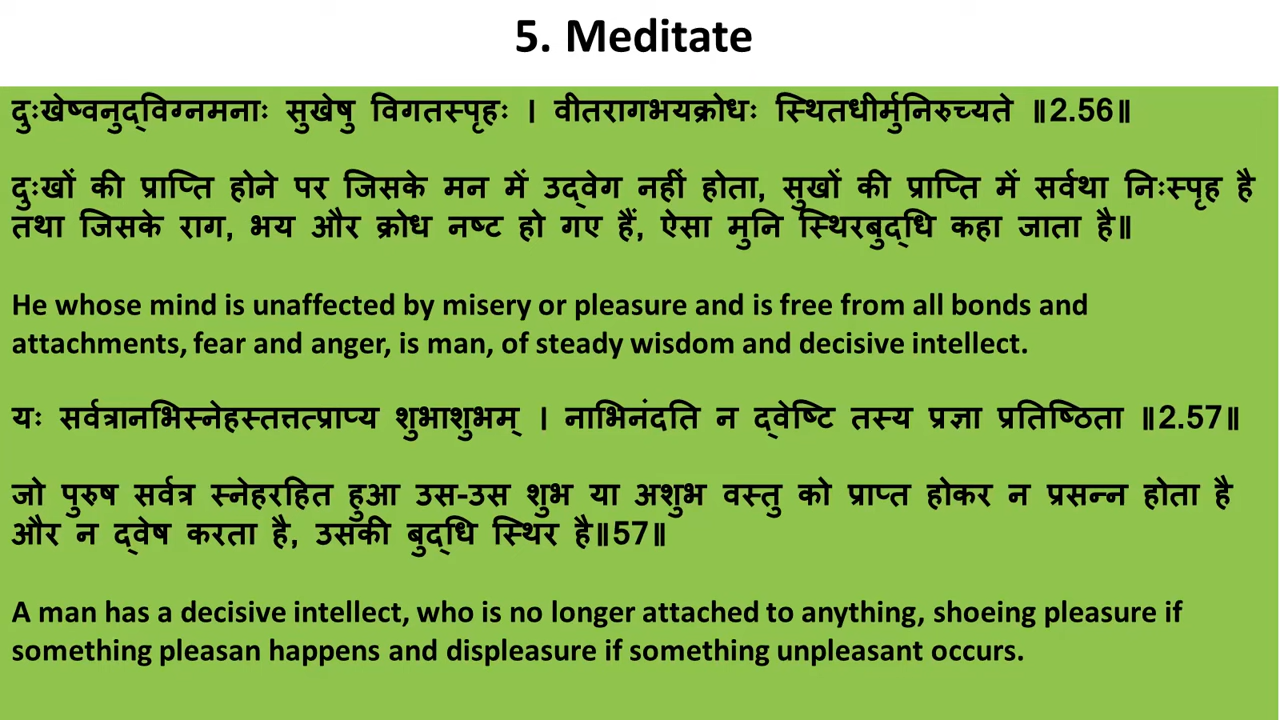 5. Meditate
दुःखेष्वनुद्विग्नमनाः सुखेषु विगतस्पृहः । वीतरागभयक्रोधः स्थितधीर्मुनिरुच्यते ॥2.56॥
दुःखों की प्राप्ति होने पर जिसके मन में उद्वेग नहीं होता, सुखों की प्राप्ति में सर्वथा निःस्पृह है
तथा जिसके राग, भय और क्रोध नष्ट हो गए हैं, ऐसा मुनि स्थिरबुद्धि कहा जाता है॥
He whose mind is unaffected by misery or pleasure and is free from all bonds and
attachments, fear and anger, is man, of steady wisdom and decisive intellect.
यः सर्वत्रानभिस्नेहस्तत्तत्प्राप्य शुभाशुभम् । नाभिनंदति न द्वेष्टि तस्य प्रज्ञा प्रतिष्ठिता ॥2.57॥
जो पुरुष सर्वत्र स्नेहरहित हुआ उस-उस शुभ या अशुभ वस्तु को प्राप्त होकर न प्रसन्न होता है
और न द्वेष करता है, उसकी बुद्धि स्थिर है॥57॥
A man has a decisive intellect, who is no longer attached to anything, shoeing pleasure if
something pleasan happens and displeasure if something unpleasant occurs.